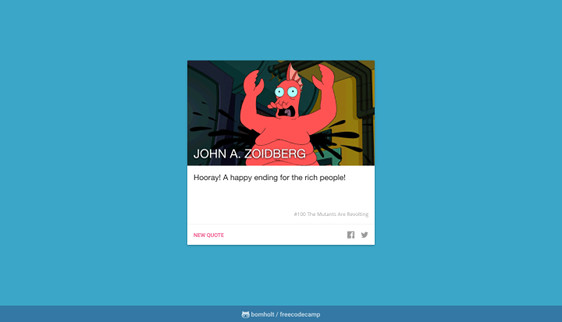 JOHN A. ZOIDBERG
Hooray! A happy ending for the rich people!
#100 The Mutants Are Revolting
NEW QUOTE
bomholt / freecodecamp